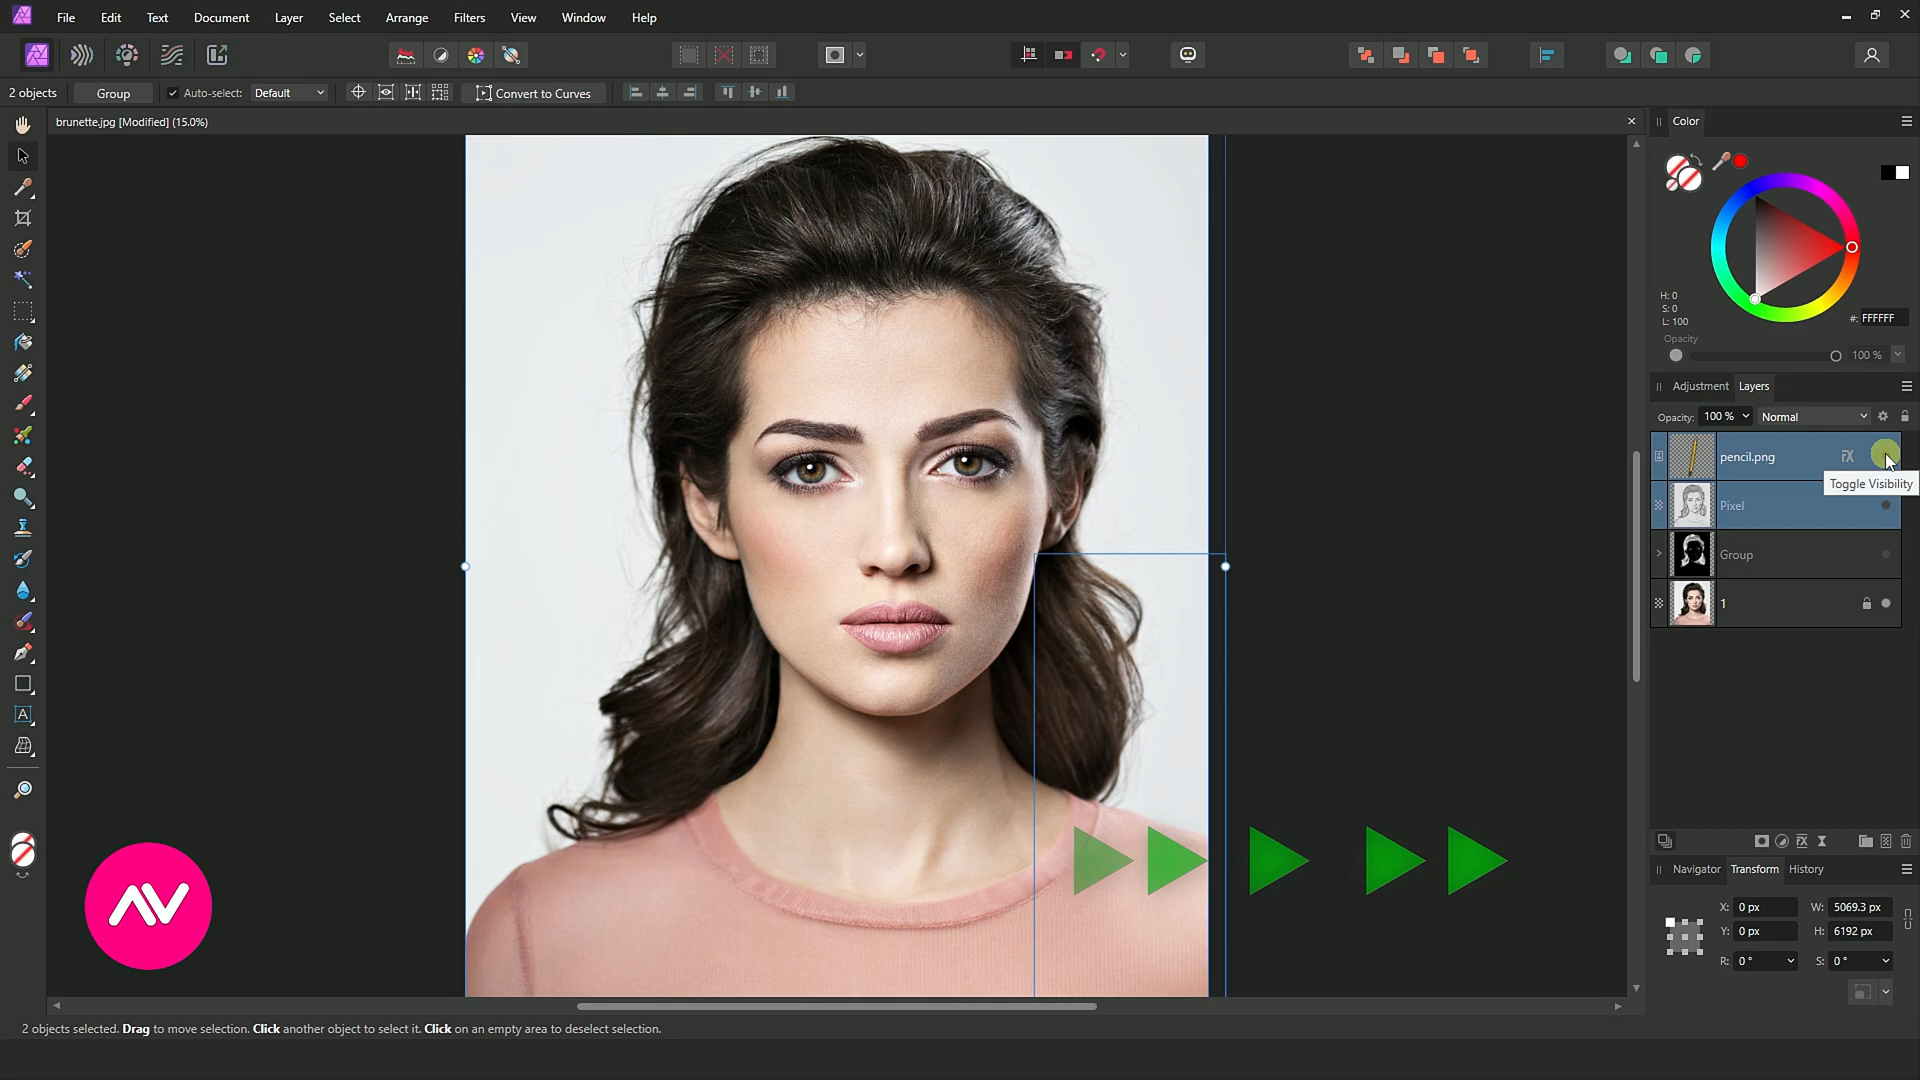 File Edit Text Document Layer Select Arrange Filters View Window Help
2 objects Group Auto-select: Default Convert to Curves
brunette.jpg [Modified] (15.0%)
Color
H: 0
S: 0
L: 100
#: FFFFFF
Opacity
100 %
Adjustment Layers
Opacity: 100 % Normal
pencil.png FX
Toggle Visibility
Pixel
Group
1
Navigator Transform History
X: 0 px W: 5069.3 px
Y: 0 px H: 6192 px
R: 0 ° S: 0 °
2 objects selected. Drag to move selection. Click another object to select it. Click on an empty area to deselect selection.